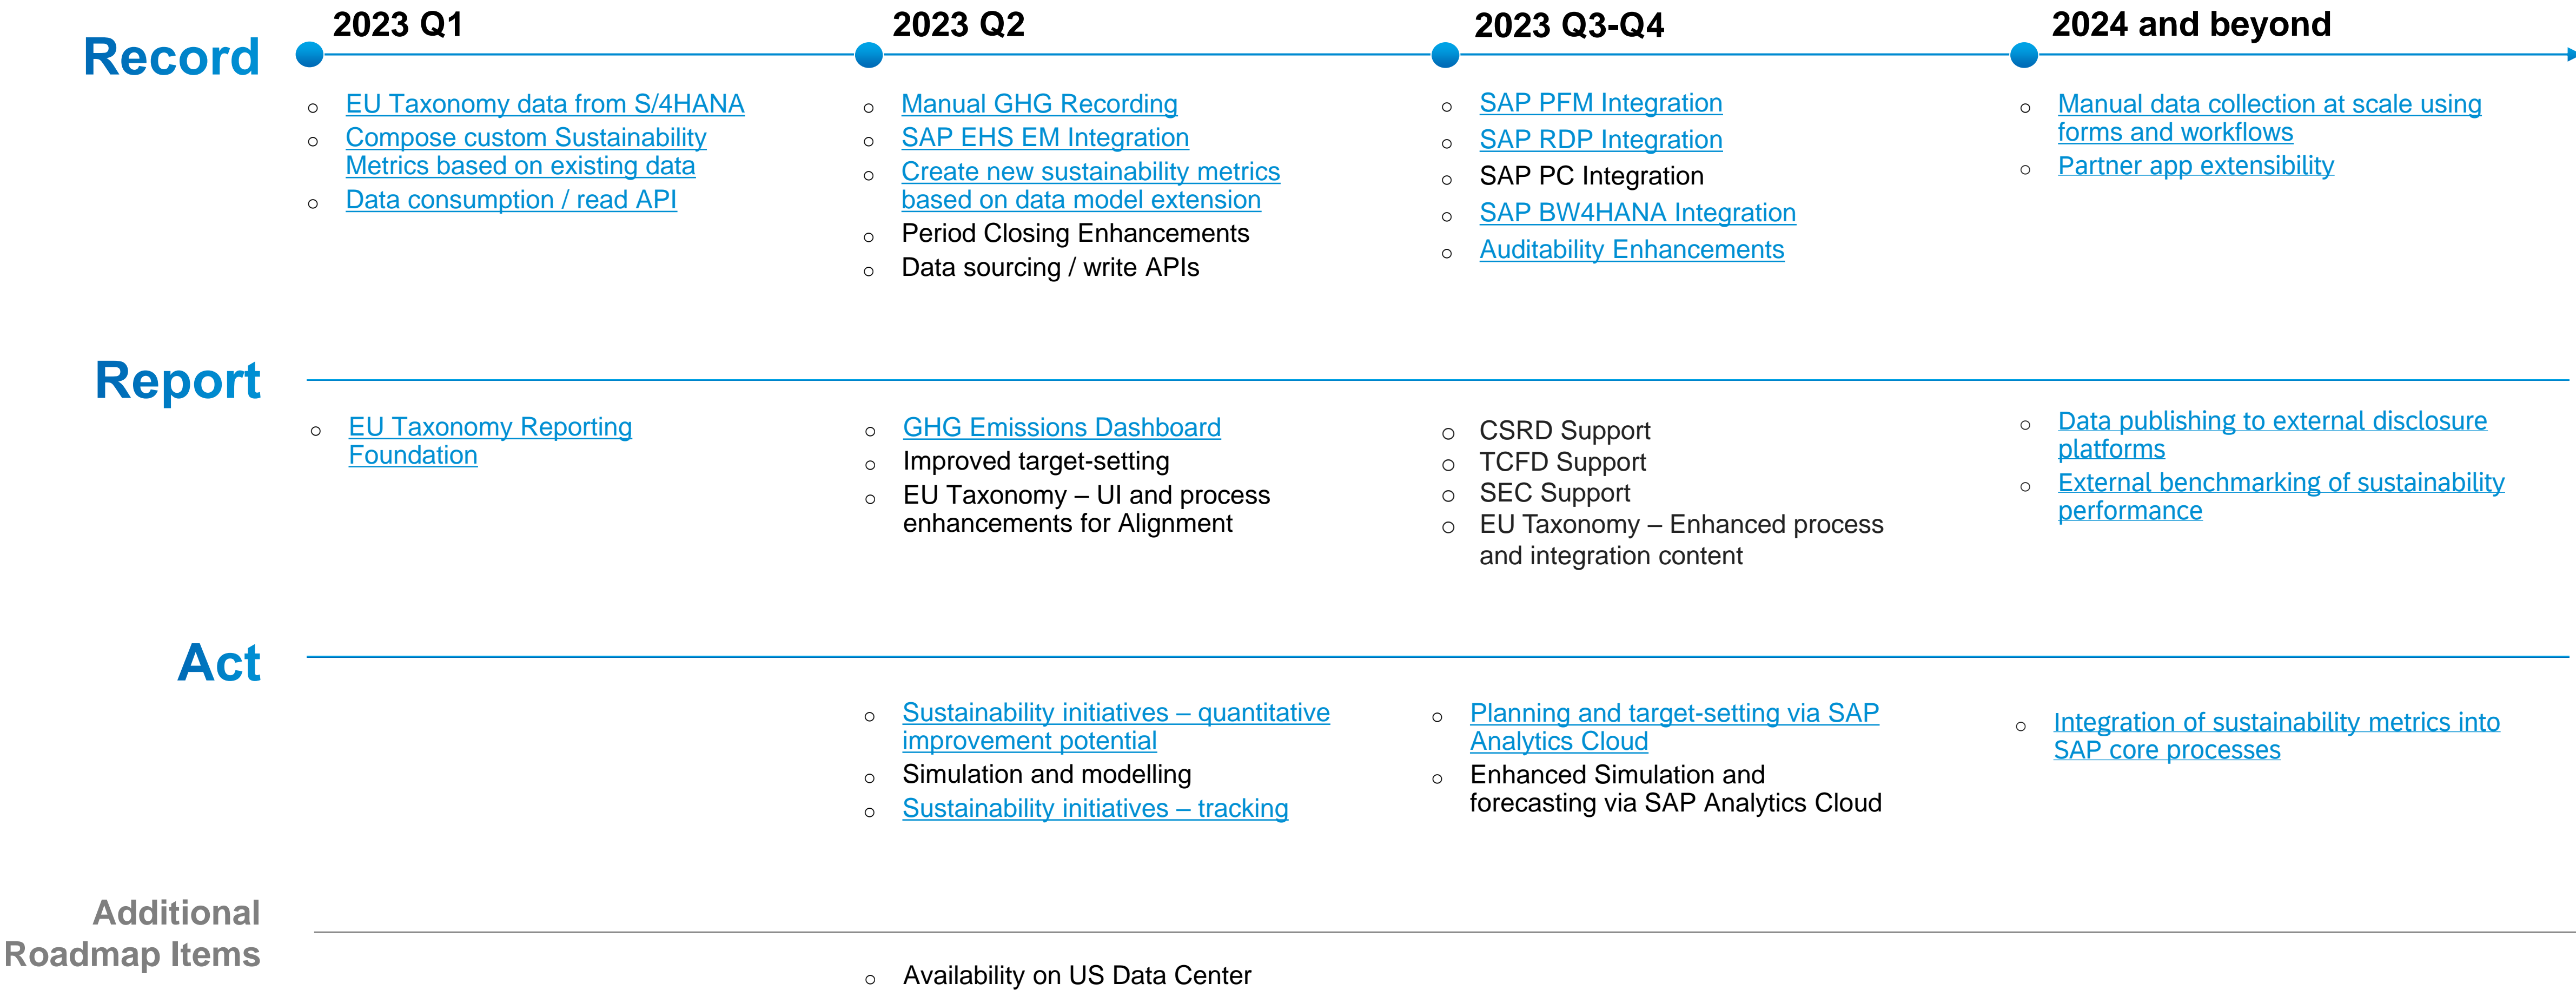 2023 Q1
2023 Q2
2023 Q3-Q4
2024 and beyond
Record
EU Taxonomy data from S/4HANA
Compose custom Sustainability
Metrics based on existing data
Data consumption / read API
Manual GHG Recording
SAP EHS EM Integration
Create new sustainability metrics
based on data model extension
Period Closing Enhancements
Data sourcing / write APIs
SAP PFM Integration
SAP RDP Integration
SAP PC Integration
SAP BW4HANA Integration
Auditability Enhancements
Manual data collection at scale using
forms and workflows
Partner app extensibility
Report
EU Taxonomy Reporting
Foundation
GHG Emissions Dashboard
Improved target-setting
EU Taxonomy – UI and process
enhancements for Alignment
CSRD Support
TCFD Support
SEC Support
EU Taxonomy – Enhanced process
and integration content
Data publishing to external disclosure
platforms
External benchmarking of sustainability
performance
Act
Sustainability initiatives – quantitative
improvement potential
Simulation and modelling
Sustainability initiatives – tracking
Planning and target-setting via SAP
Analytics Cloud
Enhanced Simulation and
forecasting via SAP Analytics Cloud
Integration of sustainability metrics into
SAP core processes
Additional
Roadmap Items
Availability on US Data Center